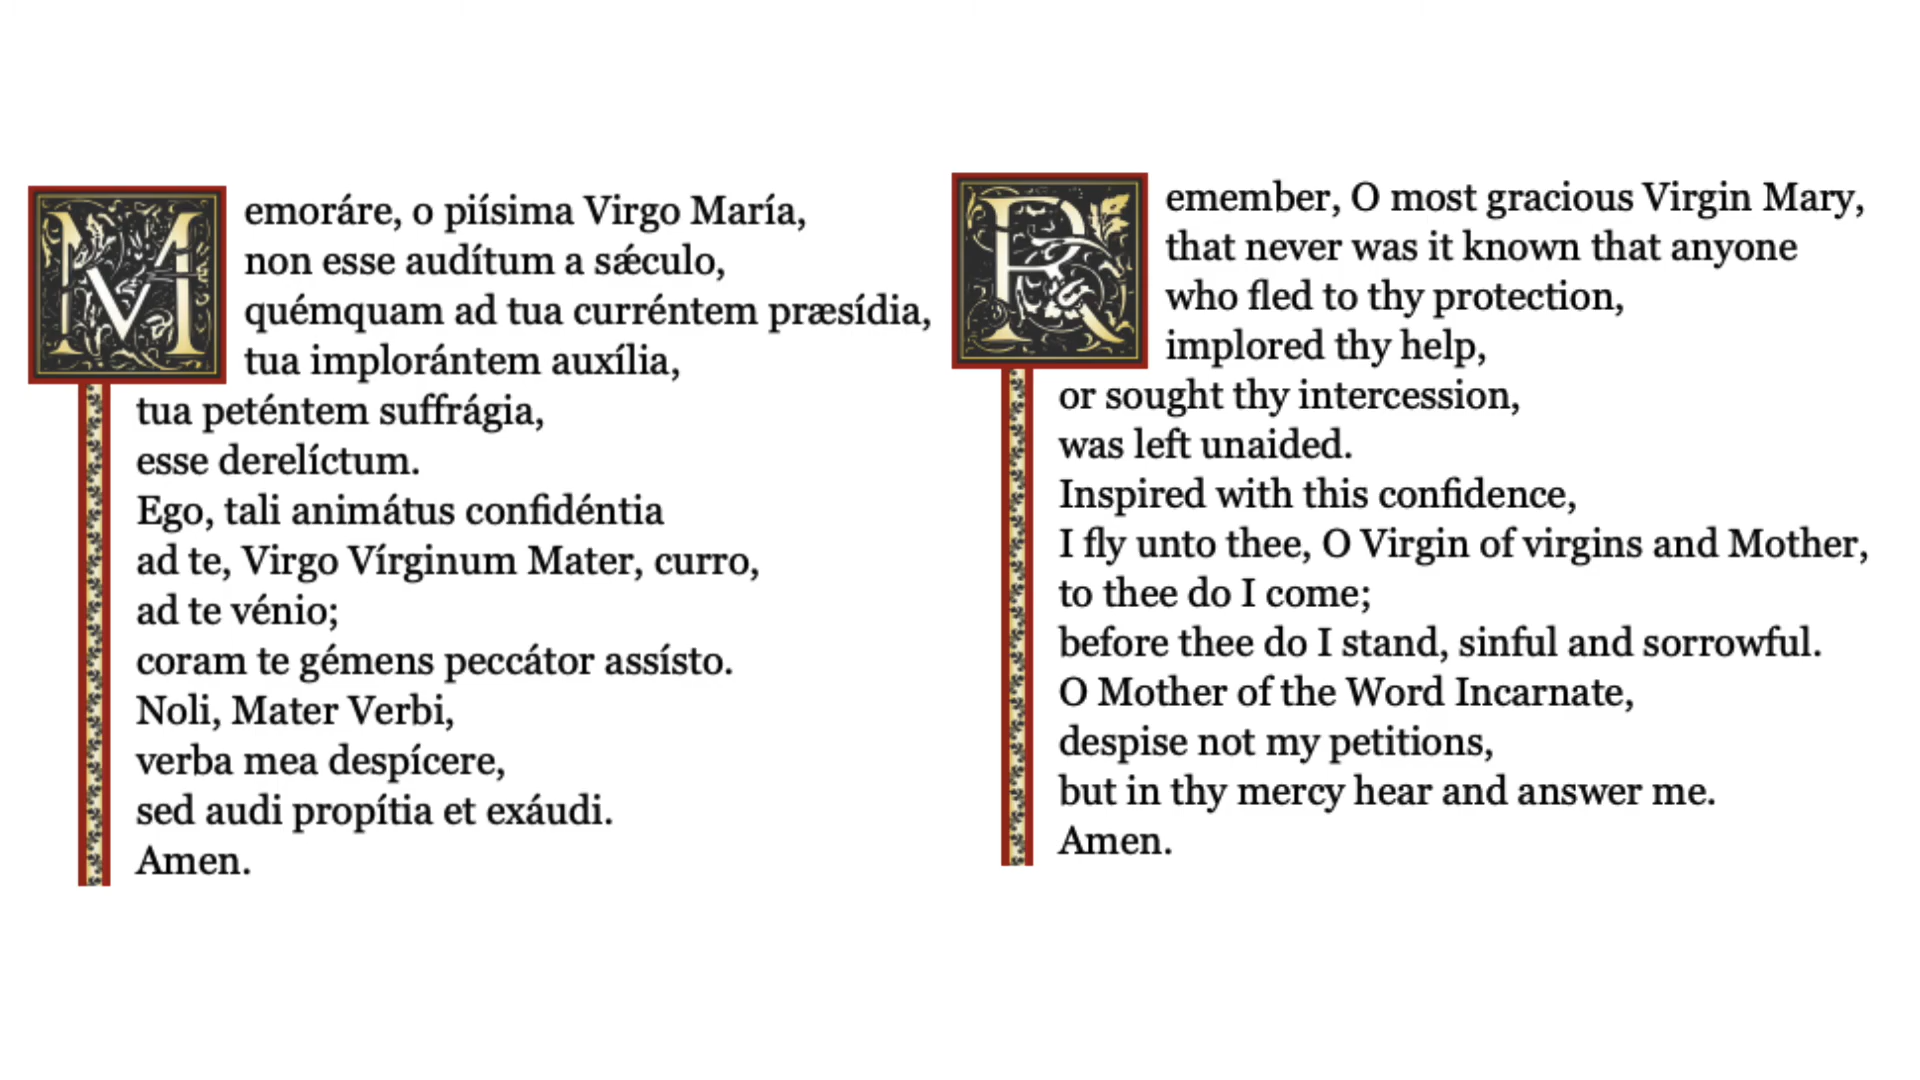 Memoráre, o piísima Virgo María,
non esse audítum a sǽculo,
quémquam ad tua curréntem præsídia,
tua implorántem auxília,
tua peténtem suffrágia,
esse derelíctum.
Ego, tali animátus confidéntia
ad te, Virgo Vírginum Mater, curro,
ad te vénio;
coram te gémens peccátor assísto.
Noli, Mater Verbi,
verba mea despícere,
sed audi propítia et exáudi.
Amen.
Remember, O most gracious Virgin Mary,
that never was it known that anyone
who fled to thy protection,
implored thy help,
or sought thy intercession,
was left unaided.
Inspired with this confidence,
I fly unto thee, O Virgin of virgins and Mother,
to thee do I come;
before thee do I stand, sinful and sorrowful.
O Mother of the Word Incarnate,
despise not my petitions,
but in thy mercy hear and answer me.
Amen.